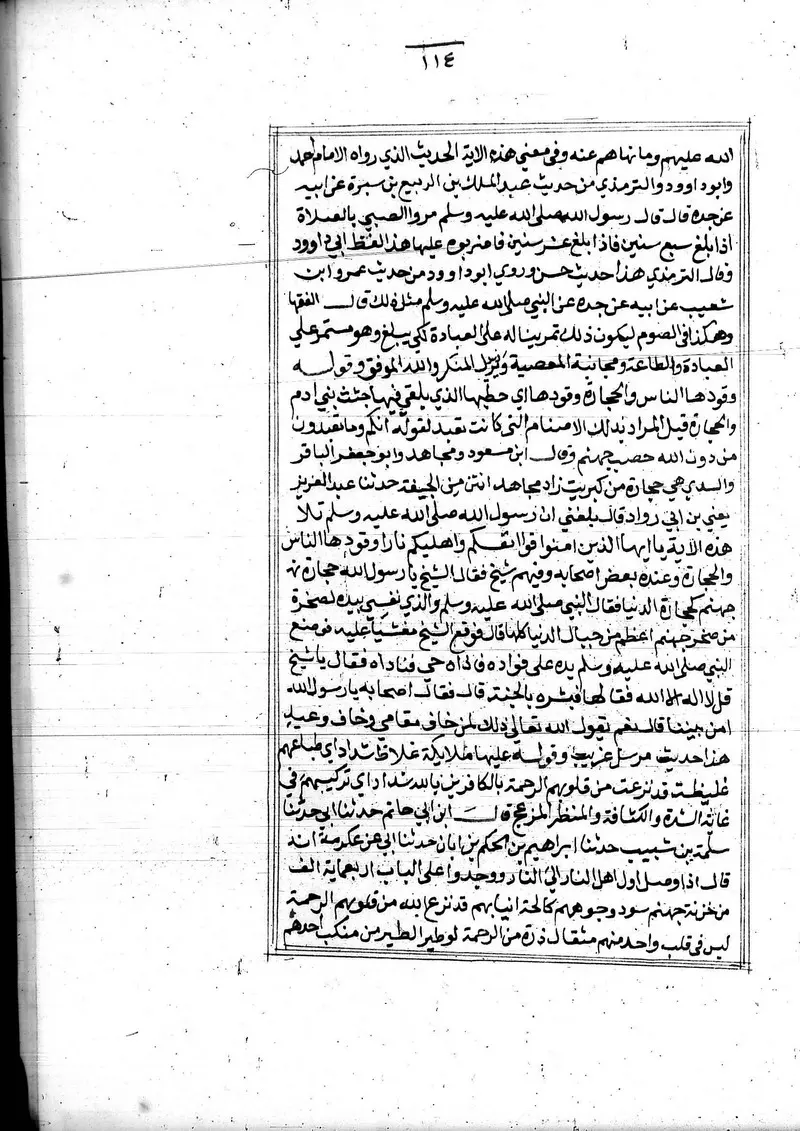 ١١٤
الله عليهم وما نهاهم عنه وفي معني هذه الاية الحديث الذي رواه الامام احمد
وابو داوود والترمذي من حديث عبد الملك بن الربيع بن سبرة عن ابيه
عن جده قال قال رسول الله صلى الله عليه وسلم مروا الصبي بالصلاة
اذا بلغ سبع سنين فاذا بلغ عشر سنين فاضربوه عليها هذا لفظ ابي داوود
وقال الترمذي هذا حديث حسن وروي ابو داوود من حديث عمرو ابن
شعيب عن ابيه عن جده عن النبي صلى الله عليه وسلم مثل ذلك قال الفقها
وهكذا في الصوم ليكون ذلك تمرينا له على العبادة لكي يبلغ وهو مستمر علي
العبادة والطاعة ومجانبة المعصية وترك المنكر والله الموفق وقوله
وقودها الناس والحجارة وقودها اي حطبها الذي يلقي فيها جثث بني ادم
والحجارة قيل المراد بذلك الاصنام التي كانت تعبد لقوله انكم وما تعبدون
من دون الله حصب جهنم وقال ابن مسعود ومجاهد وابو جعفر الباقر
والسدي هي حجارة من كبريت زاد مجاهد انتن من الجيفة حدثنا عبد العزيز
يعني بن ابي رواد قال بلغني ان رسول الله صلى الله عليه وسلم تلا
هذه الآية يا ايها الذين امنوا قوا انفسكم واهليكم نارا وقودها الناس
والحجارة وعنده بعض اصحابه وفيهم شيخ فقال الشيخ يا رسول الله حجارة
جهنم كحجارة الدنيا فقال النبي صلى الله عليه وسلم والذي نفسي بيده لصخرة
من صخر جهنم اعظم من جبال الدنيا كلها قال فوقع الشيخ مغشيا عليه فوضع
النبي صلى الله عليه وسلم يده على فواده فاذا هو حي فناداه فقال يا شيخ
قل لا اله الا الله فقالها فبشره بالجنة قال فقال اصحابه يا رسول الله
امن بيننا قال نعم يقول الله تعالى ذلك لمن خاف مقامي وخاف وعيد
هذا حديث مرسل غريب وقوله عليها ملايكة غلاظ شداد اي طباعهم
غليظة قد نزعت من قلوبهم الرحمة بالكافرين بالله شداد اي تركيبهم في
غاية الشدة والكثافة والمنظر المزعج قال ابن ابي حاتم حدثنا ابي حدثنا
سلمة بن شبيب حدثنا ابراهيم بن الحكم بن ابان حدثنا ابي عن عكرمة انه
قال اذا وصل اول اهل النار الي النار ووجدوا على الباب اربعماية الف
من خزنة جهنم سود وجوههم كالحة انيابهم قد نزع الله من قلوبهم الرحمة
ليس في قلب واحد منهم مثقال ذرة من الرحمة لو طير الطير من منكب احدهم